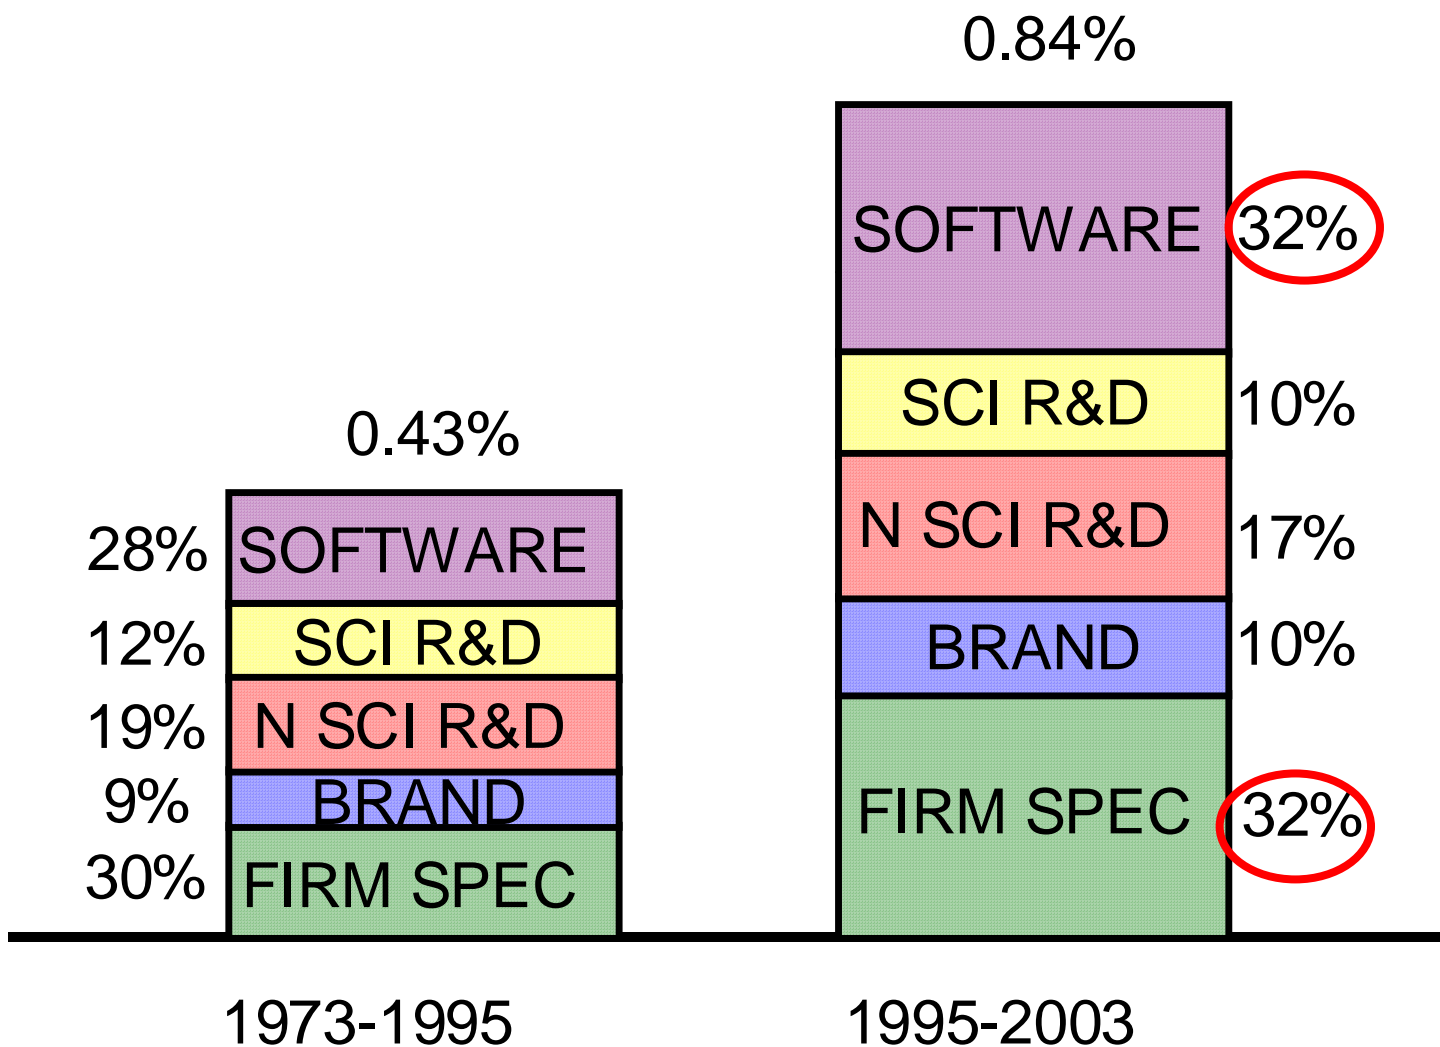 0.84%
SOFTWARE 32%
SCI R&D 10%
0.43%
N SCI R&D 17%
28% SOFTWARE
12% SCI R&D
BRAND 10%
19% N SCI R&D
9% BRAND
FIRM SPEC 32%
30% FIRM SPEC
1973-1995 1995-2003